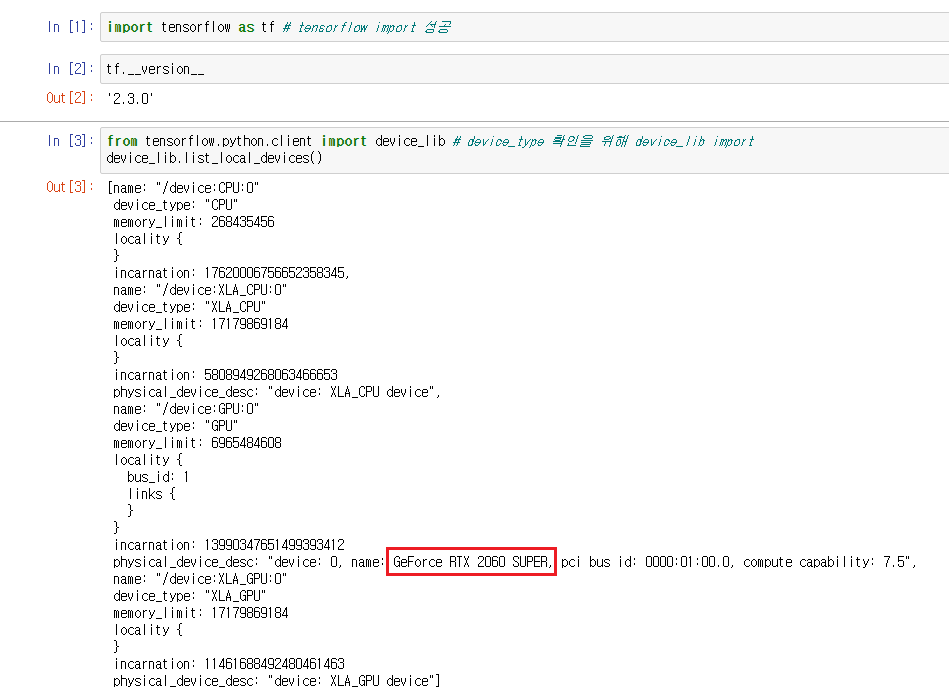 In [1]: import tensorflow as tf # tensorflow import 성공
In [2]: tf.__version__
Out[2]: '2.3.0'
In [3]: from tensorflow.python.client import device_lib # device_type 확인을 위해 device_lib import
device_lib.list_local_devices()
Out[3]: [name: "/device:CPU:0"
device_type: "CPU"
memory_limit: 268435456
locality {
}
incarnation: 17620006756652358345,
name: "/device:XLA_CPU:0"
device_type: "XLA_CPU"
memory_limit: 17179869184
locality {
}
incarnation: 5808949268063466653
physical_device_desc: "device: XLA_CPU device",
name: "/device:GPU:0"
device_type: "GPU"
memory_limit: 6965484608
locality {
bus_id: 1
links {
}
}
incarnation: 13990347651499393412
physical_device_desc: "device: 0, name: GeForce RTX 2060 SUPER, pci bus id: 0000:01:00.0, compute capability: 7.5",
name: "/device:XLA_GPU:0"
device_type: "XLA_GPU"
memory_limit: 17179869184
locality {
}
incarnation: 11461688492480461463
physical_device_desc: "device: XLA_GPU device"]